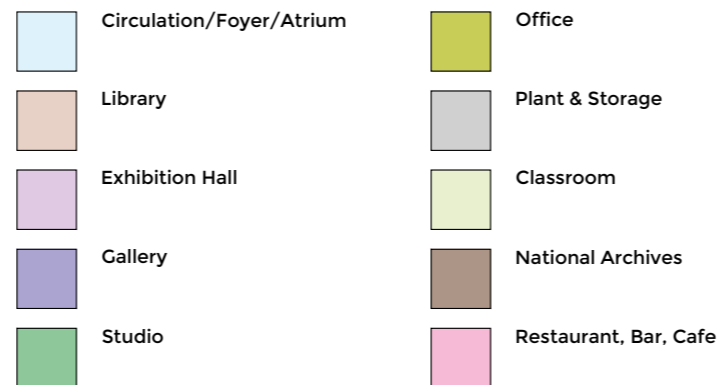 Circulation/Foyer/Atrium
Library
Exhibition Hall
Gallery
Studio
Office
Plant & Storage
Classroom
National Archives
Restaurant, Bar, Cafe